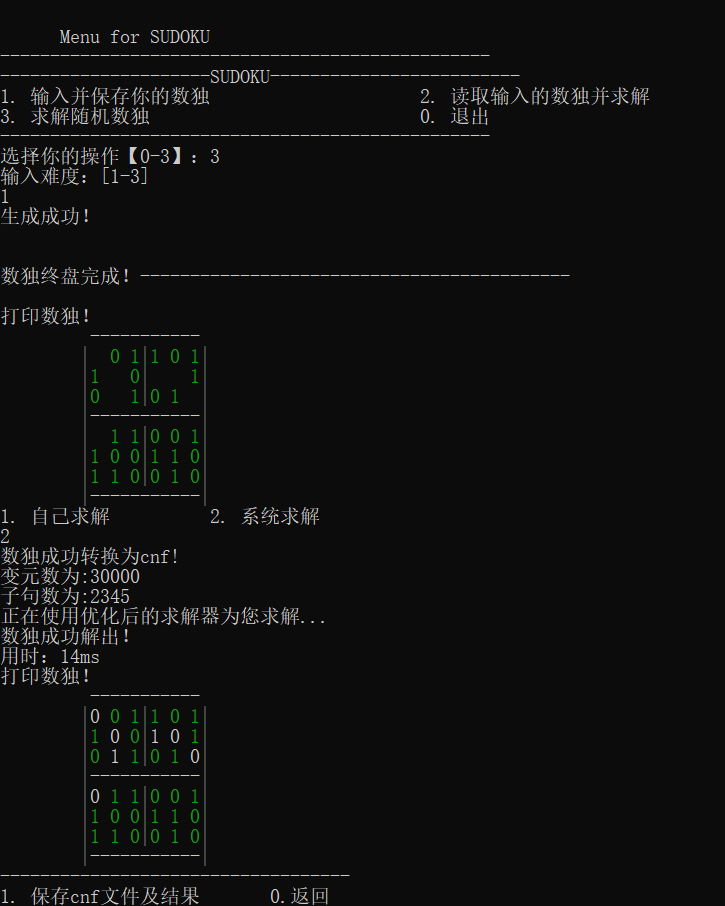 Menu for SUDOKU
-------------------------------------------------
---------------------SUDOKU-------------------------
1. 输入并保存你的数独 2. 读取输入的数独并求解
3. 求解随机数独 0. 退出
-------------------------------------------------
选择你的操作【0-3】：3
输入难度：[1-3]
1
生成成功！
数独终盘完成！-------------------------------------------
打印数独！
-----------
|  0 1|1 0 1|
|1   0|    1|
|0   1|0 1  |
|-----------|
|  1 1|0 0 1|
|1 0 0|1 1 0|
|1 1 0|0 1 0|
|-----------|
1. 自己求解 2. 系统求解
2
数独成功转换为cnf!
变元数为:30000
子句数为:2345
正在使用优化后的求解器为您求解...
数独成功解出！
用时：14ms
打印数独！
-----------
|0 0 1|1 0 1|
|1 0 0|1 0 1|
|0 1 1|0 1 0|
|-----------|
|0 1 1|0 0 1|
|1 0 0|1 1 0|
|1 1 0|0 1 0|
|-----------|
-----------------------------------
1. 保存cnf文件及结果 0.返回